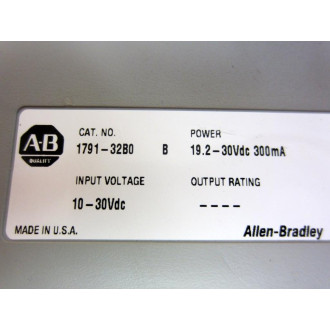 A-B
QUALITY
CAT. NO. POWER
1791-32B0 B 19.2-30Vdc 300mA
INPUT VOLTAGE OUTPUT RATING
10-30Vdc ----
MADE IN U.S.A. Allen-Bradley